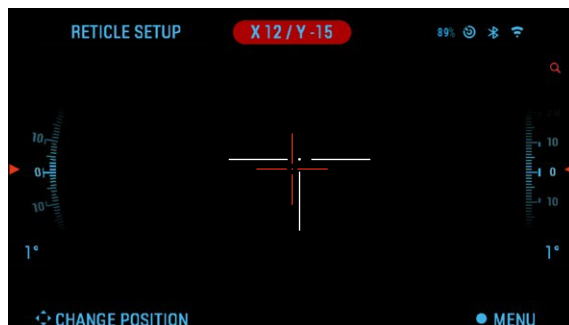 RETICLE SETUP
X 12 / Y -15
89%
10
0
10
10
0
10
1°
1°
CHANGE POSITION
MENU